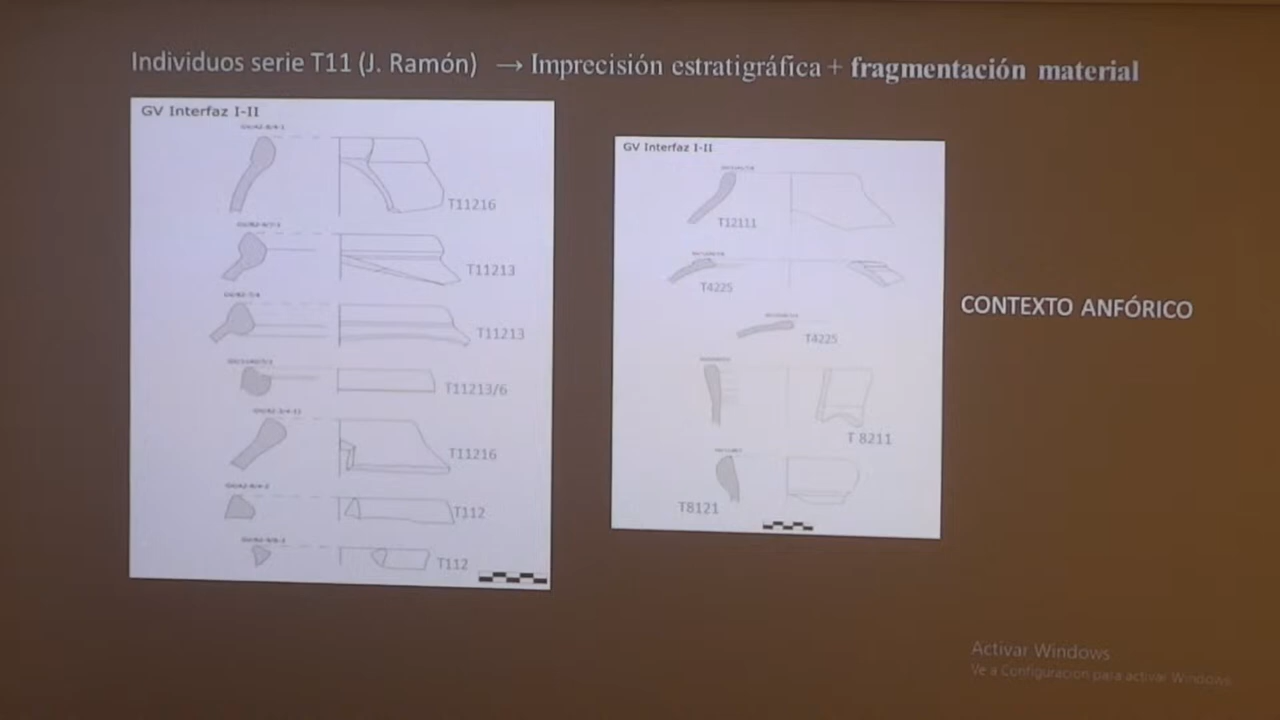 Individuos serie T11 (J. Ramón) → Imprecisión estratigráfica + fragmentación material
GV Interfaz I-II
T11216
T11213
T11213
T11213/6
T11216
T112
T112
GV Interfaz I-II
T12111
T4225
T4225
T 8211
T8121
CONTEXTO ANFÓRICO
Activar Windows
Ve a Configuración para activar Windows.